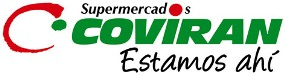 Supermercados
COVIRAN
Estamos ahí